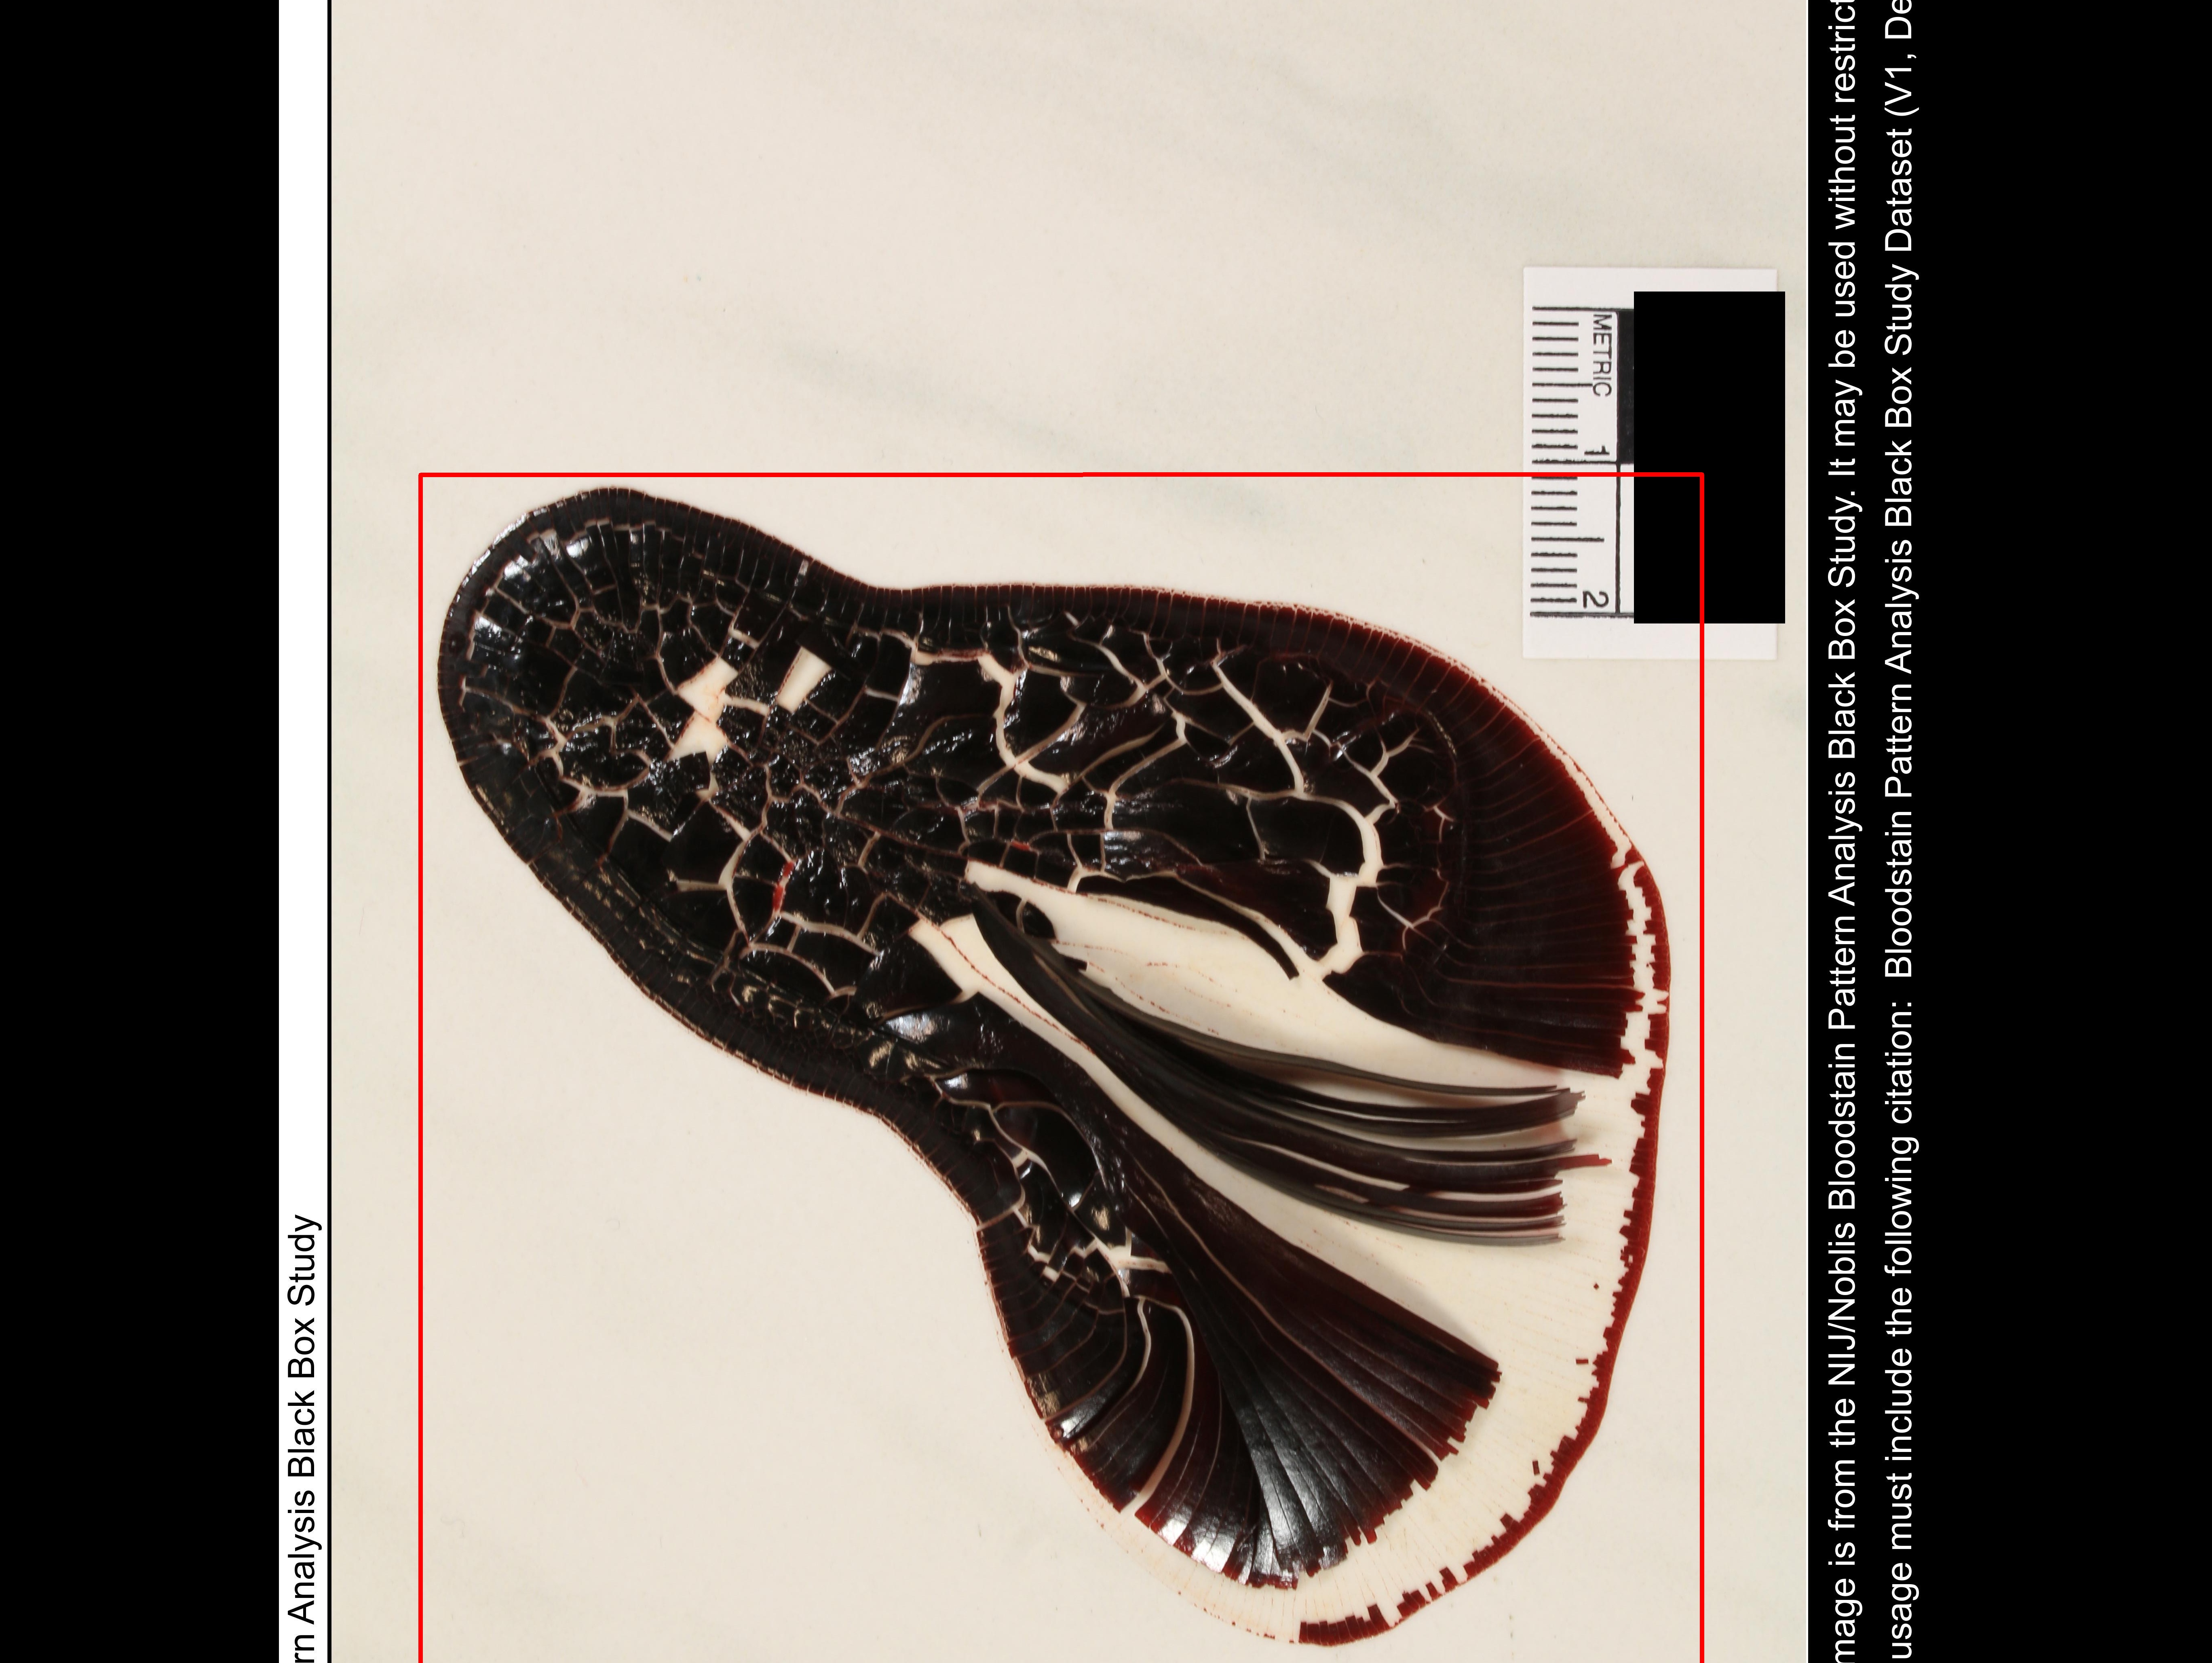 rn Analysis Black Box Study
METRIC
1
2
mage is from the NIJ/Noblis Bloodstain Pattern Analysis Black Box Study. It may be used without restrict
usage must include the following citation: Bloodstain Pattern Analysis Black Box Study Dataset (V1, De